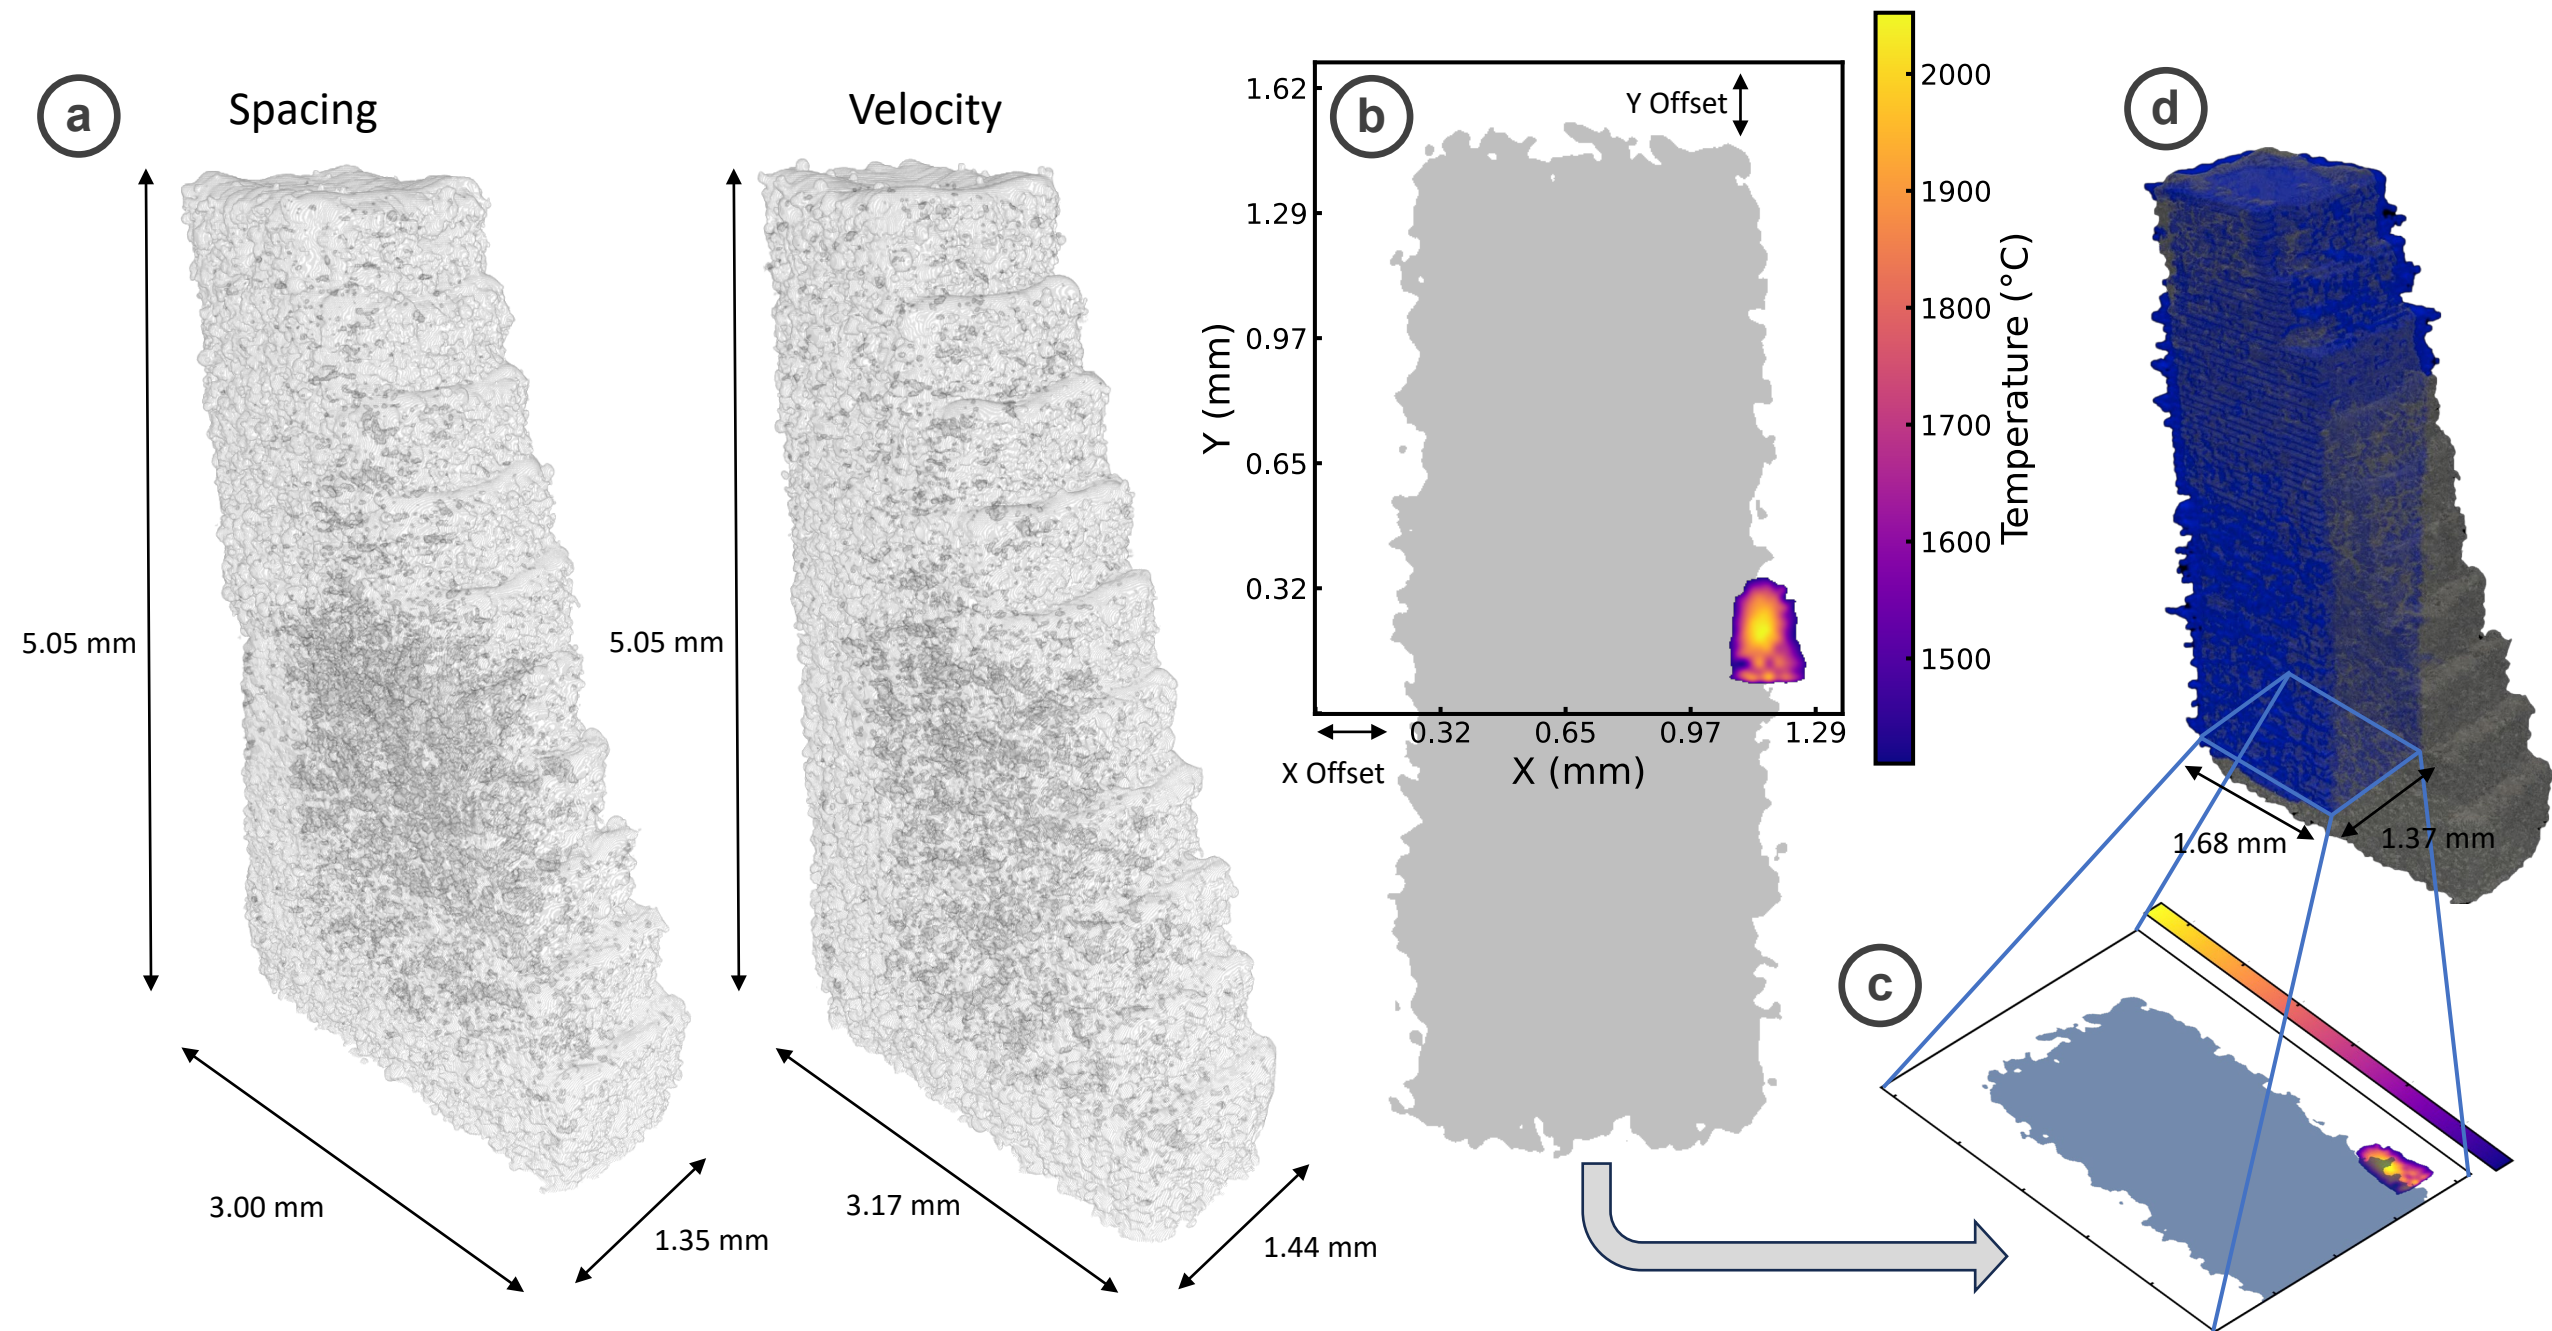 a
Spacing
Velocity
5.05 mm
5.05 mm
3.00 mm
1.35 mm
3.17 mm
1.44 mm
b
Y Offset
1.62
1.29
0.97
0.65
0.32
Y (mm)
0.32 0.65 0.97 1.29
X Offset
X (mm)
2000
1900
1800
1700
1600
1500
Temperature (°C)
d
1.68 mm
1.37 mm
c